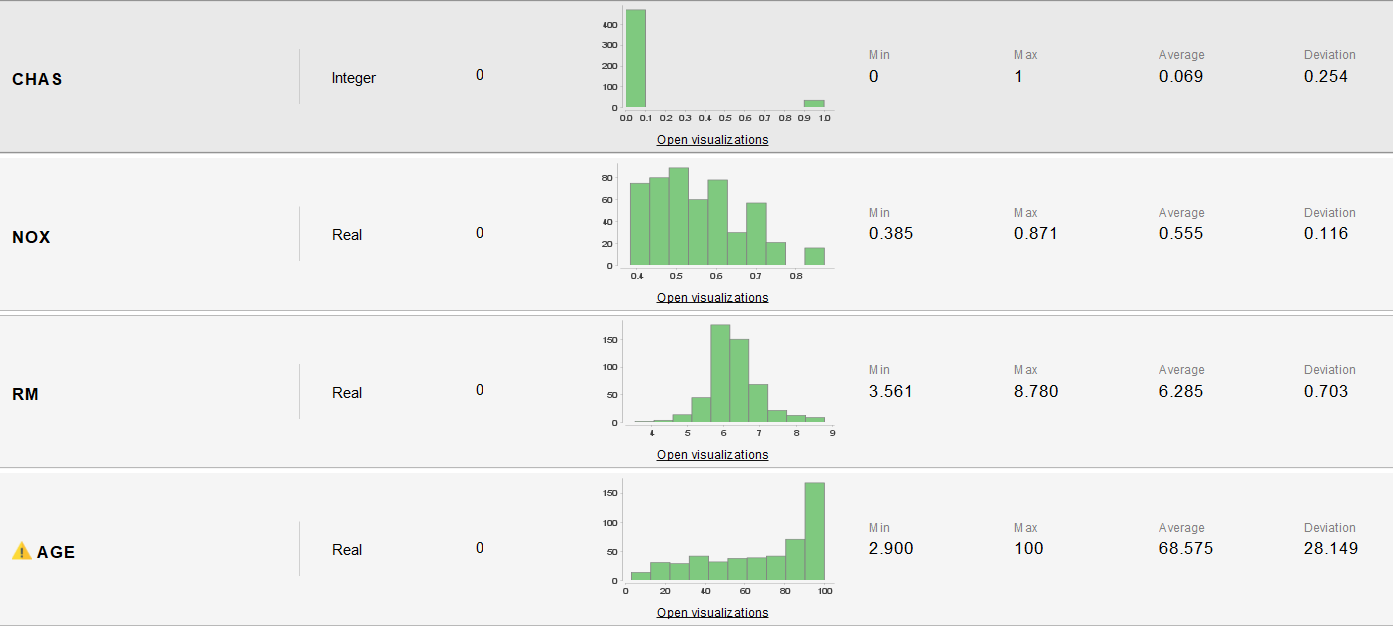 400
300
200
100
0
0.0 0.1 0.2 0.3 0.4 0.5 0.6 0.7 0.8 0.9 1.0
CHAS Integer 0
Open visualizations
Min Max Average Deviation
0 1 0.069 0.254
80
60
40
20
0
0.4 0.5 0.6 0.7 0.8
NOX Real 0
Open visualizations
Min Max Average Deviation
0.385 0.871 0.555 0.116
150
100
50
0
4 5 6 7 8 9
RM Real 0
Open visualizations
Min Max Average Deviation
3.561 8.780 6.285 0.703
150
100
50
0
0 20 40 60 80 100
AGE Real 0
Open visualizations
Min Max Average Deviation
2.900 100 68.575 28.149